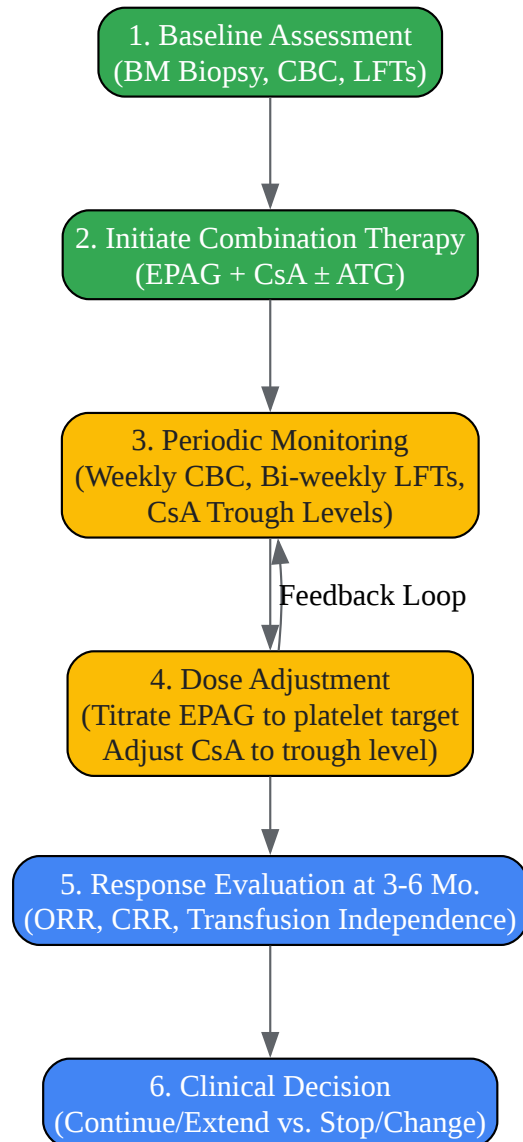 1. Baseline Assessment
(BM Biopsy, CBC, LFTs)
2. Initiate Combination Therapy
(EPAG + CsA ± ATG)
3. Periodic Monitoring
(Weekly CBC, Bi-weekly LFTs,
CsA Trough Levels)
Feedback Loop
4. Dose Adjustment
(Titrate EPAG to platelet target
Adjust CsA to trough level)
5. Response Evaluation at 3-6 Mo.
(ORR, CRR, Transfusion Independence)
6. Clinical Decision
(Continue/Extend vs. Stop/Change)